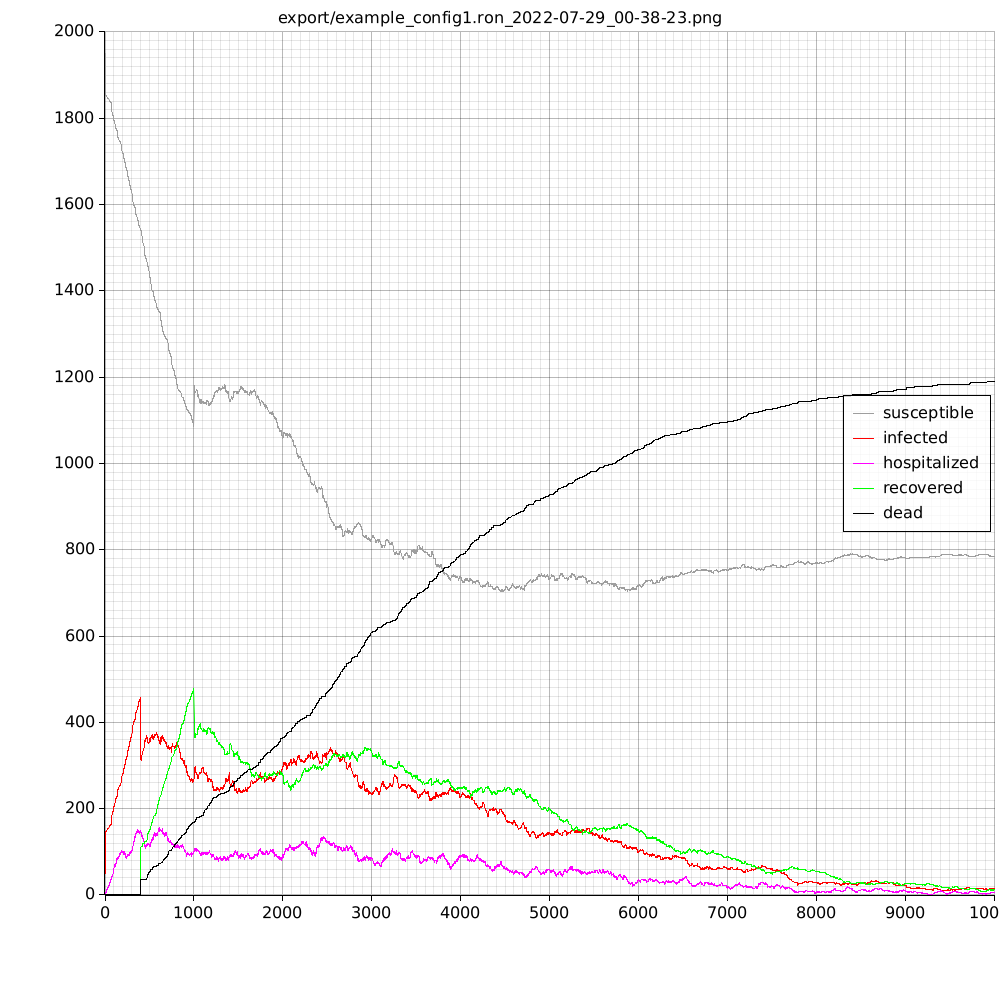 export/example_config1.ron_2022-07-29_00-38-23.png
2000
1800
1600
1400
1200
1000
800
600
400
200
0
susceptible
infected
hospitalized
recovered
dead
0 1000 2000 3000 4000 5000 6000 7000 8000 9000 1000